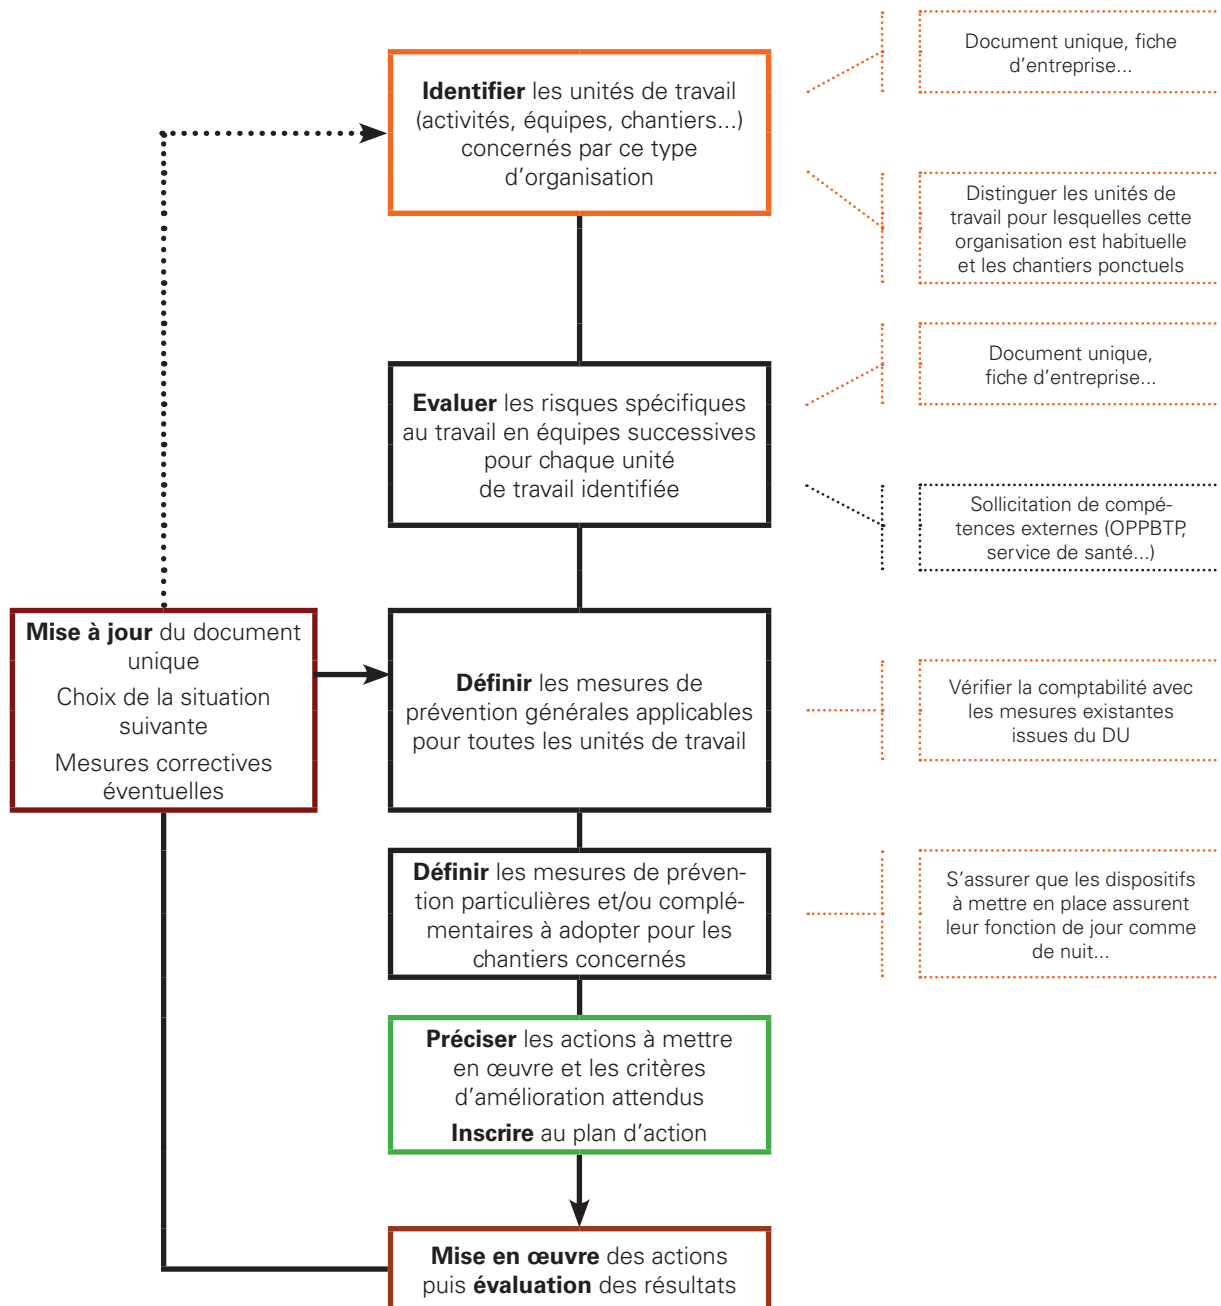 Identifier les unités de travail
(activités, équipes, chantiers...)
concernés par ce type
d'organisation
Document unique, fiche
d'entreprise...
Distinguer les unités de
travail pour lesquelles cette
organisation est habituelle
et les chantiers ponctuels
Evaluer les risques spécifiques
au travail en équipes successives
pour chaque unité
de travail identifiée
Document unique,
fiche d'entreprise...
Sollicitation de compé-
tences externes (OPPBTP,
service de santé...)
Mise à jour du document
unique
Choix de la situation
suivante
Mesures correctives
éventuelles
Définir les mesures de
prévention générales applicables
pour toutes les unités de travail
Vérifier la comptabilité avec
les mesures existantes
issues du DU
Définir les mesures de préven-
tion particulières et/ou complé-
mentaires à adopter pour les
chantiers concernés
S'assurer que les dispositifs
à mettre en place assurent
leur fonction de jour comme
de nuit...
Préciser les actions à mettre
en œuvre et les critères
d'amélioration attendus
Inscrire au plan d'action
Mise en œuvre des actions
puis évaluation des résultats